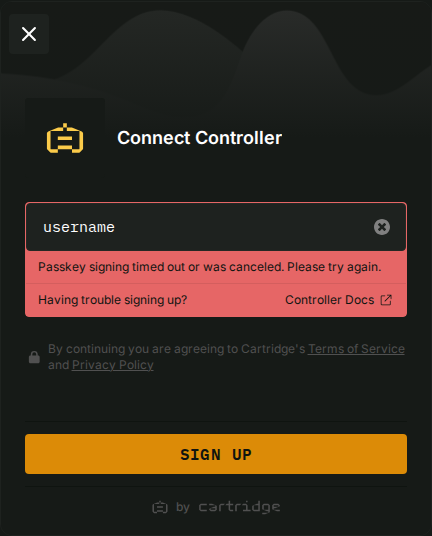 Connect Controller
username
Passkey signing timed out or was canceled. Please try again.
Having trouble signing up? Controller Docs
By continuing you are agreeing to Cartridge's Terms of Service
and Privacy Policy
SIGN UP
by cartridge